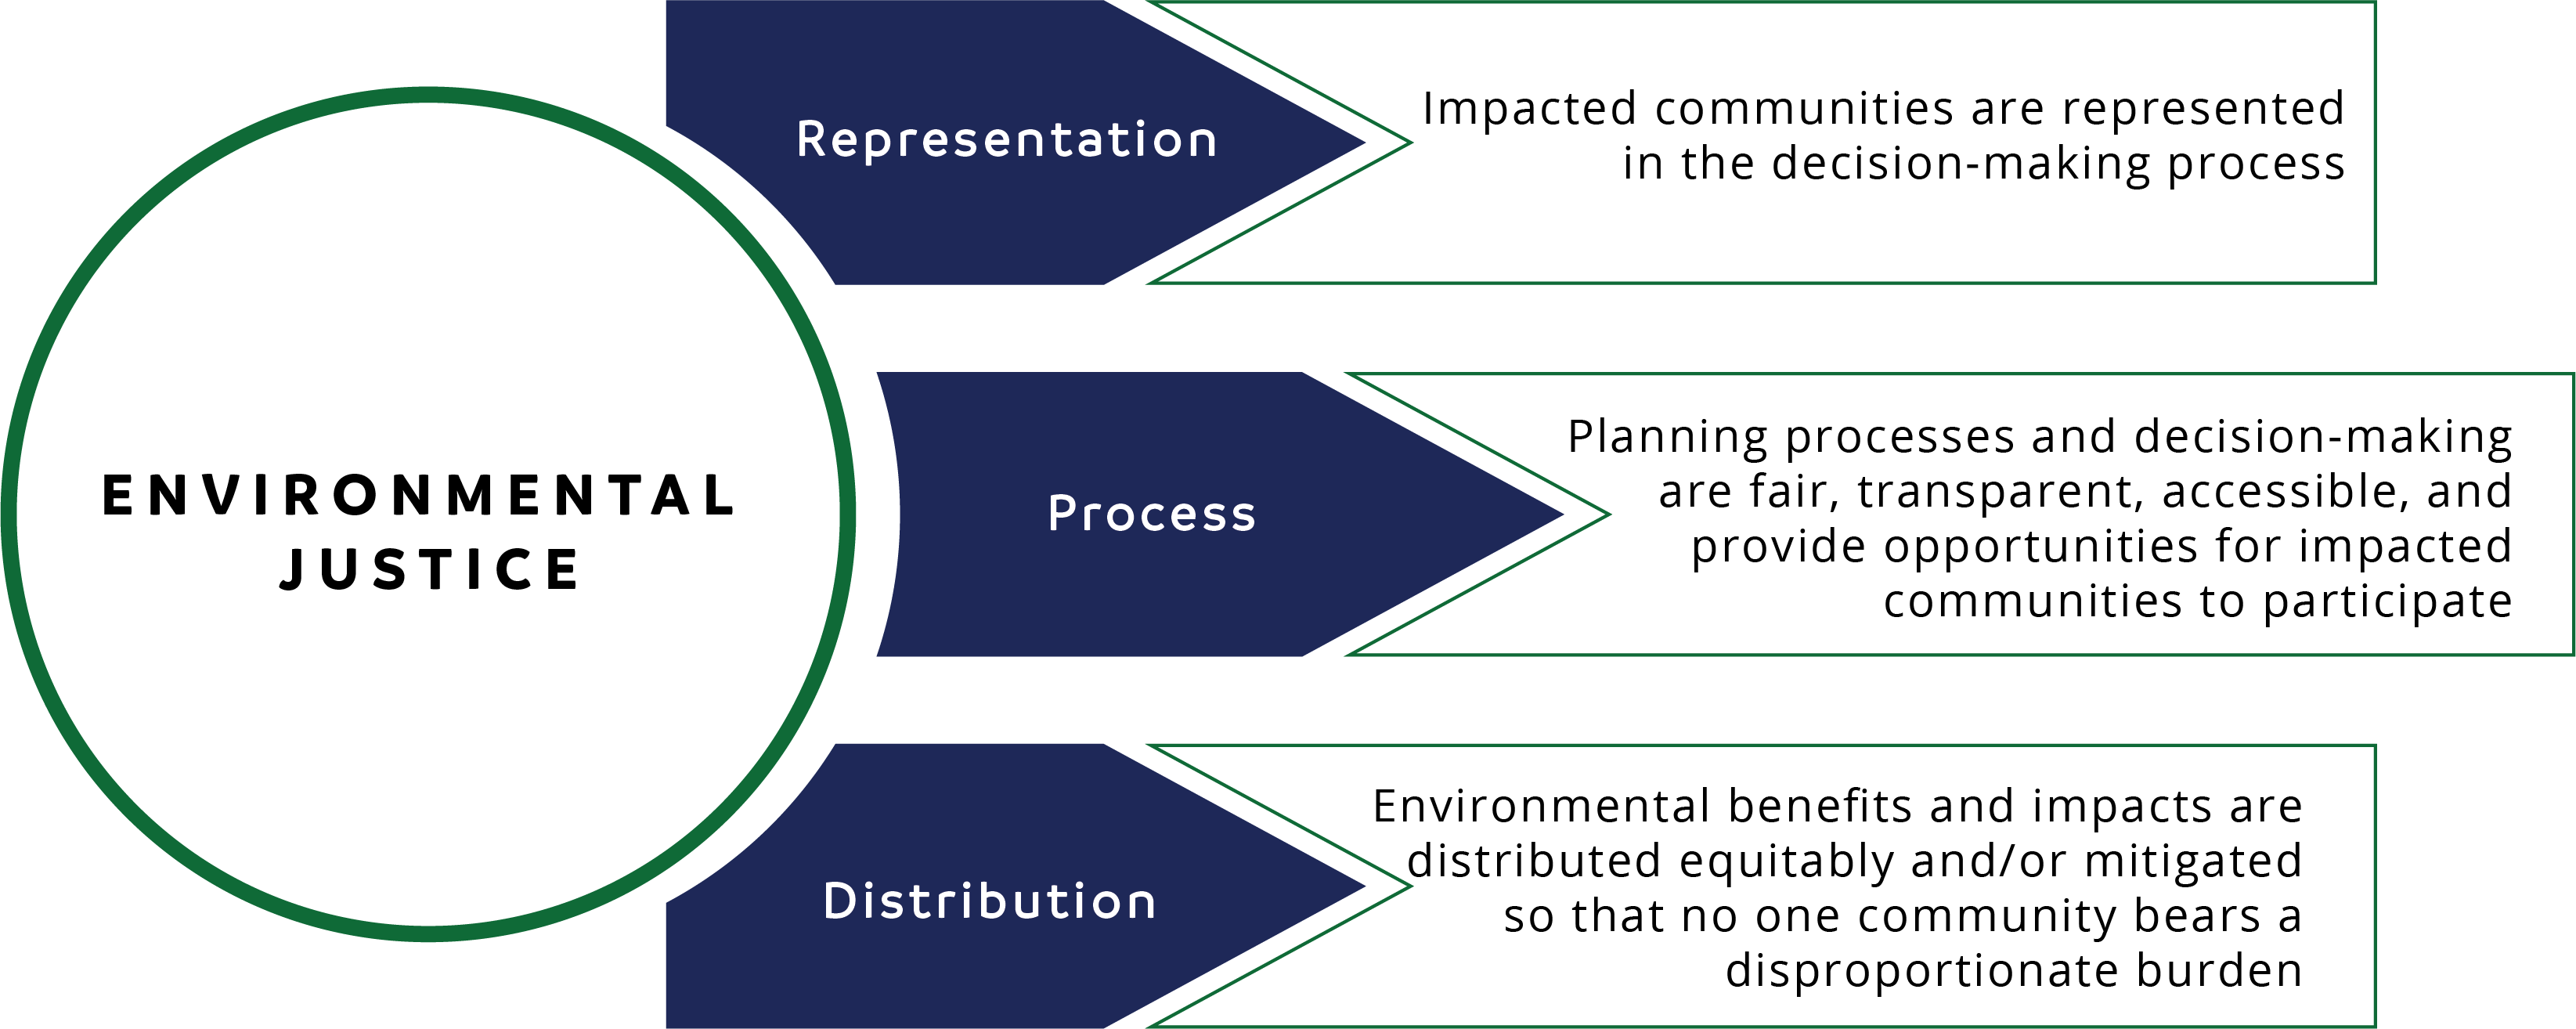 ENVIRONMENTAL
JUSTICE
Representation
Impacted communities are represented
in the decision-making process
Process
Planning processes and decision-making
are fair, transparent, accessible, and
provide opportunities for impacted
communities to participate
Distribution
Environmental benefits and impacts are
distributed equitably and/or mitigated
so that no one community bears a
disproportionate burden